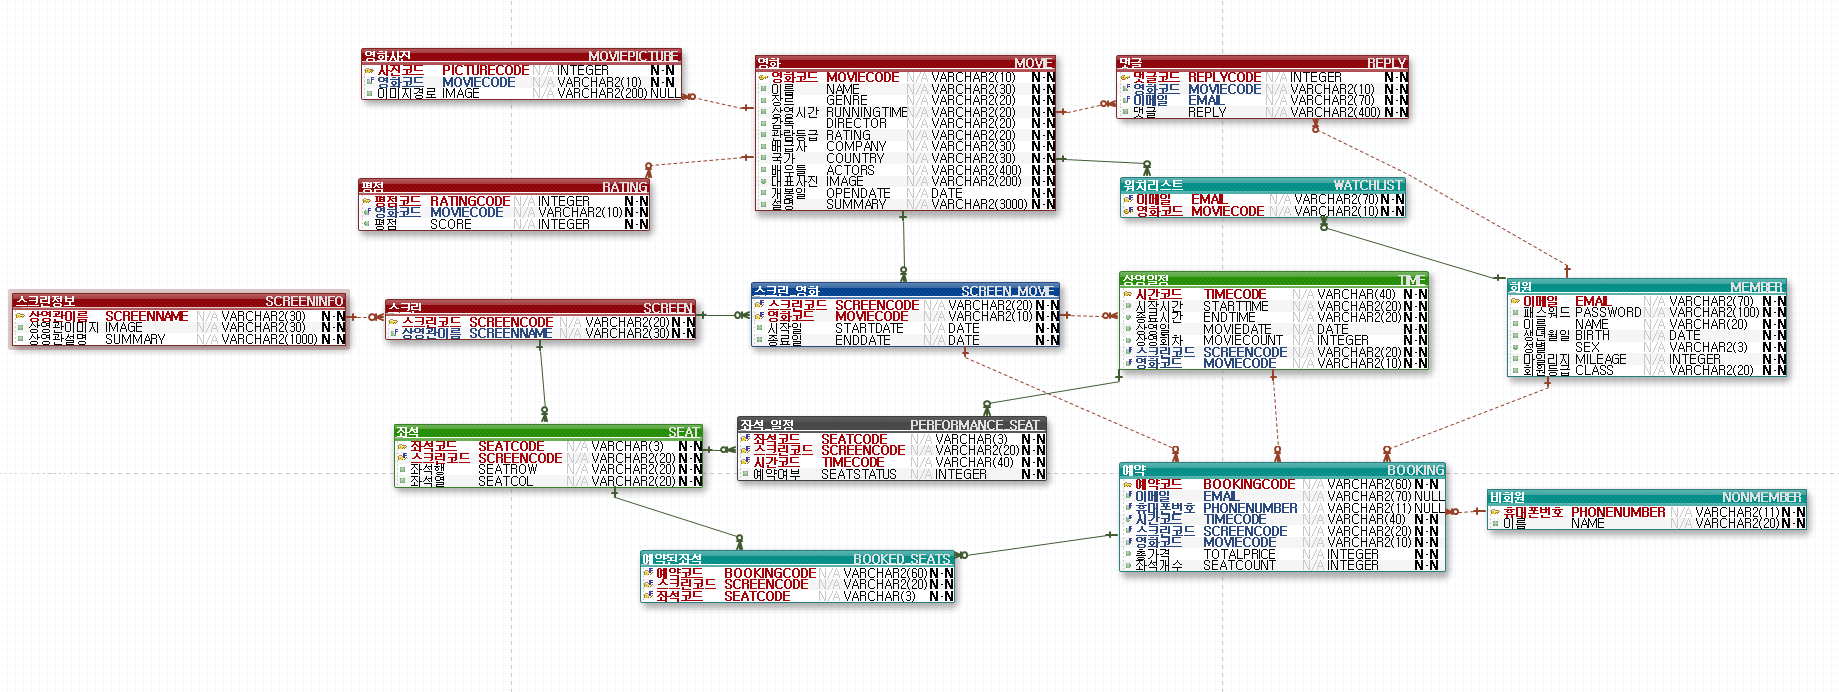 영화사진 MOVIEPICTURE
사진코드 PICTURECODE N/A INTEGER N-N
영화코드 MOVIECODE N/A VARCHAR2(10) N-N
이미지경로 IMAGE N/A VARCHAR2(200) NULL
영화 MOVIE
영화코드 MOVIECODE N/A VARCHAR2(10) N-N
이름 NAME N/A VARCHAR2(30) N-N
장르 GENRE N/A VARCHAR2(20) N-N
상영시간 RUNNINGTIME N/A VARCHAR2(20) N-N
감독 DIRECTOR N/A VARCHAR2(20) N-N
관람등급 RATING N/A VARCHAR2(20) N-N
배급사 COMPANY N/A VARCHAR2(30) N-N
국가 COUNTRY N/A VARCHAR2(30) N-N
배우들 ACTORS N/A VARCHAR2(400) N-N
대표사진 IMAGE N/A VARCHAR2(200) N-N
개봉일 OPENDATE N/A DATE N-N
설명 SUMMARY N/A VARCHAR2(3000) N-N
댓글 REPLY
댓글코드 REPLYCODE N/A INTEGER N-N
영화코드 MOVIECODE N/A VARCHAR2(10) N-N
이메일 EMAIL N/A VARCHAR2(70) N-N
댓글 REPLY N/A VARCHAR2(400) N-N
평점 RATING
평점코드 RATINGCODE N/A INTEGER N-N
영화코드 MOVIECODE N/A VARCHAR2(10) N-N
평점 SCORE N/A INTEGER N-N
워치리스트 WATCHLIST
이메일 EMAIL N/A VARCHAR2(70) N-N
영화코드 MOVIECODE N/A VARCHAR2(10) N-N
스크린정보 SCREENINFO
상영관이름 SCREENNAME N/A VARCHAR2(30) N-N
상영관이미지 IMAGE N/A VARCHAR2(30) N-N
상영관설명 SUMMARY N/A VARCHAR2(1000) N-N
스크린 SCREEN
스크린코드 SCREENCODE N/A VARCHAR2(20) N-N
상영관이름 SCREENNAME N/A VARCHAR2(30) N-N
스크린_영화 SCREEN_MOVIE
스크린코드 SCREENCODE N/A VARCHAR2(20) N-N
영화코드 MOVIECODE N/A VARCHAR2(10) N-N
시작일 STARTDATE N/A DATE N-N
종료일 ENDDATE N/A DATE N-N
상영일정 TIME
시간코드 TIMECODE N/A VARCHAR(40) N-N
시작시간 STARTTIME N/A VARCHAR2(20) N-N
종료시간 ENDTIME N/A VARCHAR2(20) N-N
상영일 MOVIEDATE N/A DATE N-N
상영회차 MOVIECOUNT N/A INTEGER N-N
스크린코드 SCREENCODE N/A VARCHAR2(20) N-N
영화코드 MOVIECODE N/A VARCHAR2(10) N-N
회원 MEMBER
이메일 EMAIL N/A VARCHAR2(70) N-N
패스워드 PASSWORD N/A VARCHAR2(100) N-N
이름 NAME N/A VARCHAR(20) N-N
생년월일 BIRTH N/A DATE N-N
성별 SEX N/A VARCHAR2(3) N-N
마일리지 MILEAGE N/A INTEGER N-N
회원등급 CLASS N/A VARCHAR2(20) N-N
좌석 SEAT
좌석코드 SEATCODE N/A VARCHAR(3) N-N
스크린코드 SCREENCODE N/A VARCHAR2(20) N-N
좌석행 SEATROW N/A VARCHAR2(20) N-N
좌석열 SEATCOL N/A VARCHAR2(20) N-N
좌석_일정 PERFORMANCE_SEAT
좌석코드 SEATCODE N/A VARCHAR(3) N-N
스크린코드 SCREENCODE N/A VARCHAR2(20) N-N
시간코드 TIMECODE N/A VARCHAR(40) N-N
예약여부 SEATSTATUS N/A INTEGER N-N
예약 BOOKING
예약코드 BOOKINGCODE N/A VARCHAR2(60) N-N
이메일 EMAIL N/A VARCHAR2(70) NULL
휴대폰번호 PHONENUMBER N/A VARCHAR2(11) NULL
시간코드 TIMECODE N/A VARCHAR(40) N-N
스크린코드 SCREENCODE N/A VARCHAR2(20) N-N
영화코드 MOVIECODE N/A VARCHAR2(10) N-N
총가격 TOTALPRICE N/A INTEGER N-N
좌석개수 SEATCOUNT N/A INTEGER N-N
비회원 NONMEMBER
휴대폰번호 PHONENUMBER N/A VARCHAR2(11) N-N
이름 NAME N/A VARCHAR2(20) N-N
예약된좌석 BOOKED_SEATS
예약코드 BOOKINGCODE N/A VARCHAR2(60) N-N
스크린코드 SCREENCODE N/A VARCHAR2(20) N-N
좌석코드 SEATCODE N/A VARCHAR(3) N-N